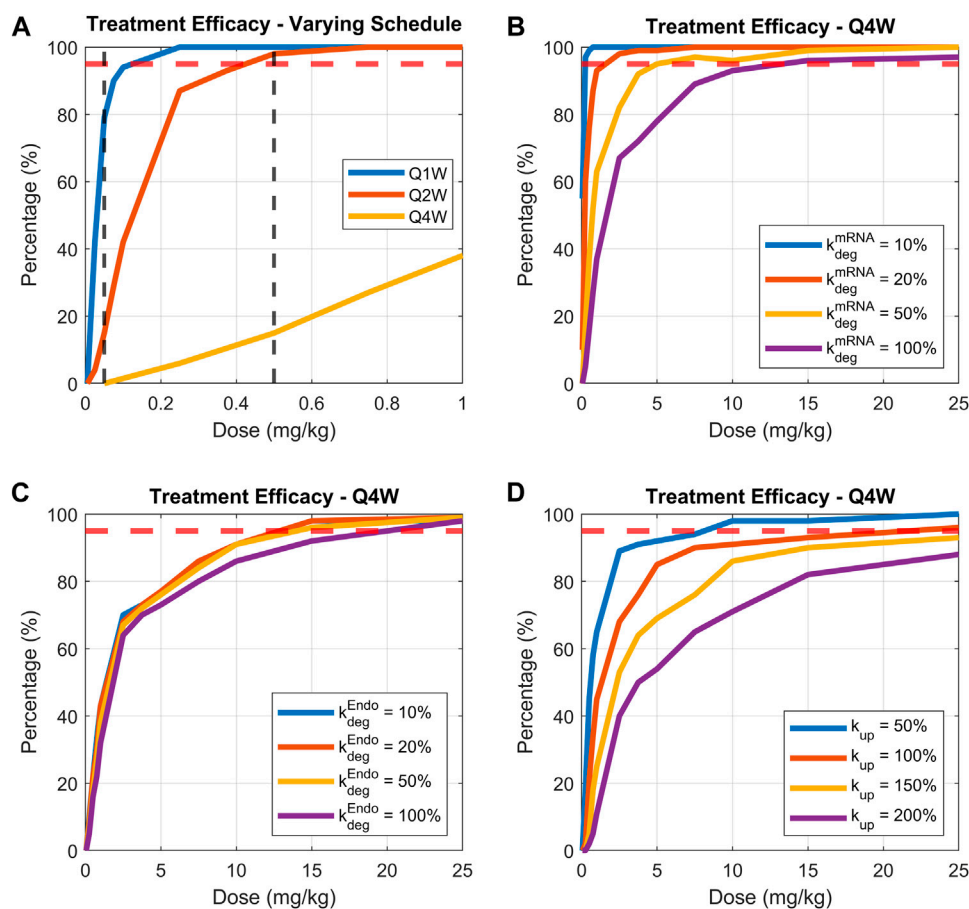 A
Treatment Efficacy - Varying Schedule
100
80
60
40
20
0
Percentage (%)
Q1W
Q2W
Q4W
0
0.2
0.4
0.6
0.8
1
Dose (mg/kg)
B
Treatment Efficacy - Q4W
100
80
60
40
20
0
Percentage (%)
k_deg^mRNA = 10%
k_deg^mRNA = 20%
k_deg^mRNA = 50%
k_deg^mRNA = 100%
0
5
10
15
20
25
Dose (mg/kg)
C
Treatment Efficacy - Q4W
100
80
60
40
20
0
Percentage (%)
k_deg^Endo = 10%
k_deg^Endo = 20%
k_deg^Endo = 50%
k_deg^Endo = 100%
0
5
10
15
20
25
Dose (mg/kg)
D
Treatment Efficacy - Q4W
100
80
60
40
20
0
Percentage (%)
k_up = 50%
k_up = 100%
k_up = 150%
k_up = 200%
0
5
10
15
20
25
Dose (mg/kg)